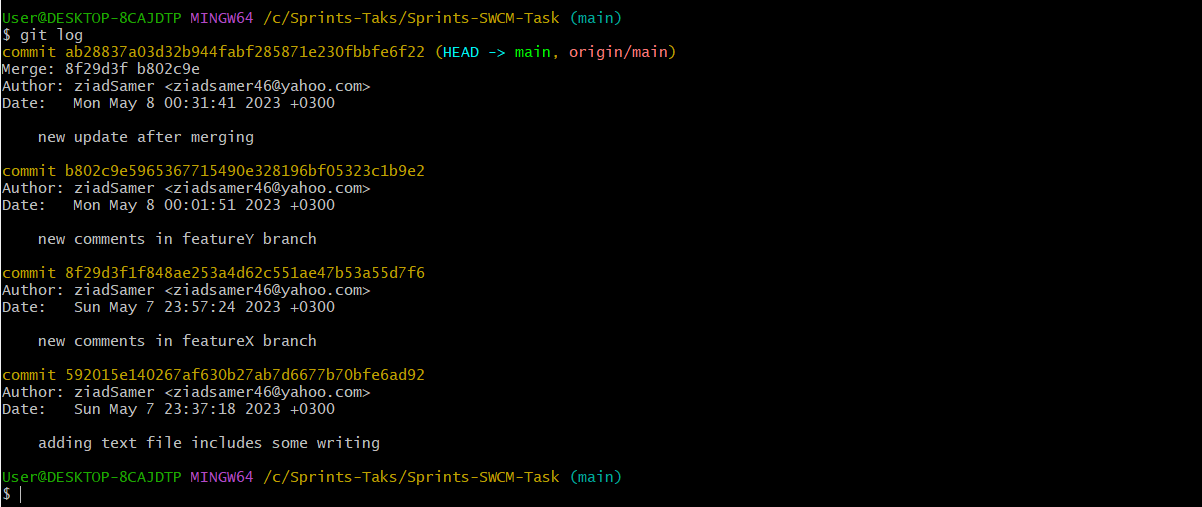 User@DESKTOP-8CAJDTP MINGW64 /c/Sprints-Taks/Sprints-SWCM-Task (main)
$ git log
commit ab28837a03d32b944fabf285871e230fbbfe6f22 (HEAD -> main, origin/main)
Merge: 8f29d3f b802c9e
Author: ziadSamer <ziadsamer46@yahoo.com>
Date:   Mon May 8 00:31:41 2023 +0300
    new update after merging
commit b802c9e5965367715490e328196bf05323c1b9e2
Author: ziadSamer <ziadsamer46@yahoo.com>
Date:   Mon May 8 00:01:51 2023 +0300
    new comments in featureY branch
commit 8f29d3f1f848ae253a4d62c551ae47b53a55d7f6
Author: ziadSamer <ziadsamer46@yahoo.com>
Date:   Sun May 7 23:57:24 2023 +0300
    new comments in featureX branch
commit 592015e140267af630b27ab7d6677b70bfe6ad92
Author: ziadSamer <ziadsamer46@yahoo.com>
Date:   Sun May 7 23:37:18 2023 +0300
    adding text file includes some writing
User@DESKTOP-8CAJDTP MINGW64 /c/Sprints-Taks/Sprints-SWCM-Task (main)
$